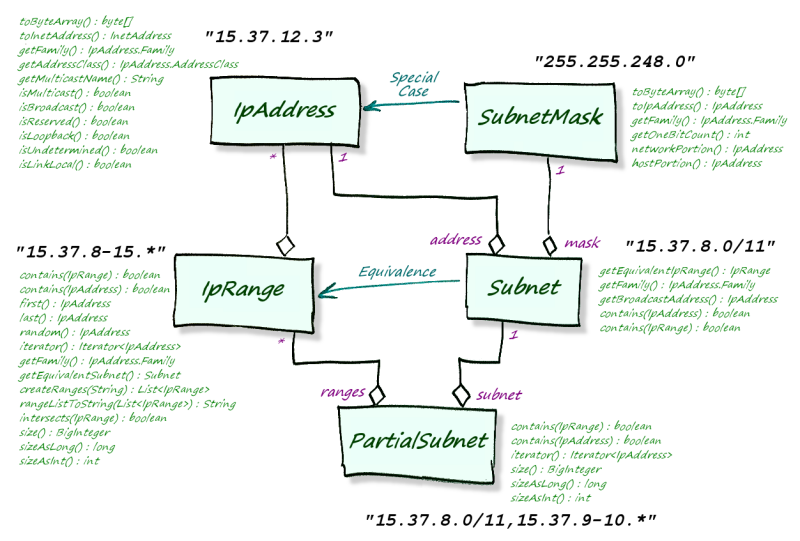 toByteArray() : byte[]
toInetAddress() : InetAddress
getFamily() : IpAddress.Family
getAddressClass() : IpAddress.AddressClass
getMulticastName() : String
isMulticast() : boolean
isBroadcast() : boolean
isReserved() : boolean
isLoopback() : boolean
isUndetermined() : boolean
isLinkLocal() : boolean
"15.37.12.3"
IpAddress
*
1
Special
Case
"255.255.248.0"
SubnetMask
1
toByteArray() : byte[]
toIpAddress() : IpAddress
getFamily() : IpAddress.Family
getOneBitCount() : int
networkPortion() : IpAddress
hostPortion() : IpAddress
"15.37.8-15.*"
contains(IpRange) : boolean
contains(IpAddress) : boolean
first() : IpAddress
last() : IpAddress
random() : IpAddress
iterator() : Iterator<IpAddress>
getFamily() : IpAddress.Family
getEquivalentSubnet() : Subnet
createRanges(String) : List<IpRange>
rangeListToString(List<IpRange>) : String
intersects(IpRange) : boolean
size() : BigInteger
sizeAsLong() : long
sizeAsInt() : int
IpRange
*
Equivalence
address
mask
Subnet
1
"15.37.8.0/11"
getEquivalentIpRange() : IpRange
getFamily() : IpAddress.Family
getBroadcastAddress() : IpAddress
contains(IpAddress) : boolean
contains(IpRange) : boolean
ranges
subnet
PartialSubnet
contains(IpRange) : boolean
contains(IpAddress) : boolean
iterator() : Iterator<IpAddress>
size() : BigInteger
sizeAsLong() : long
sizeAsInt() : int
"15.37.8.0/11,15.37.9-10.*"